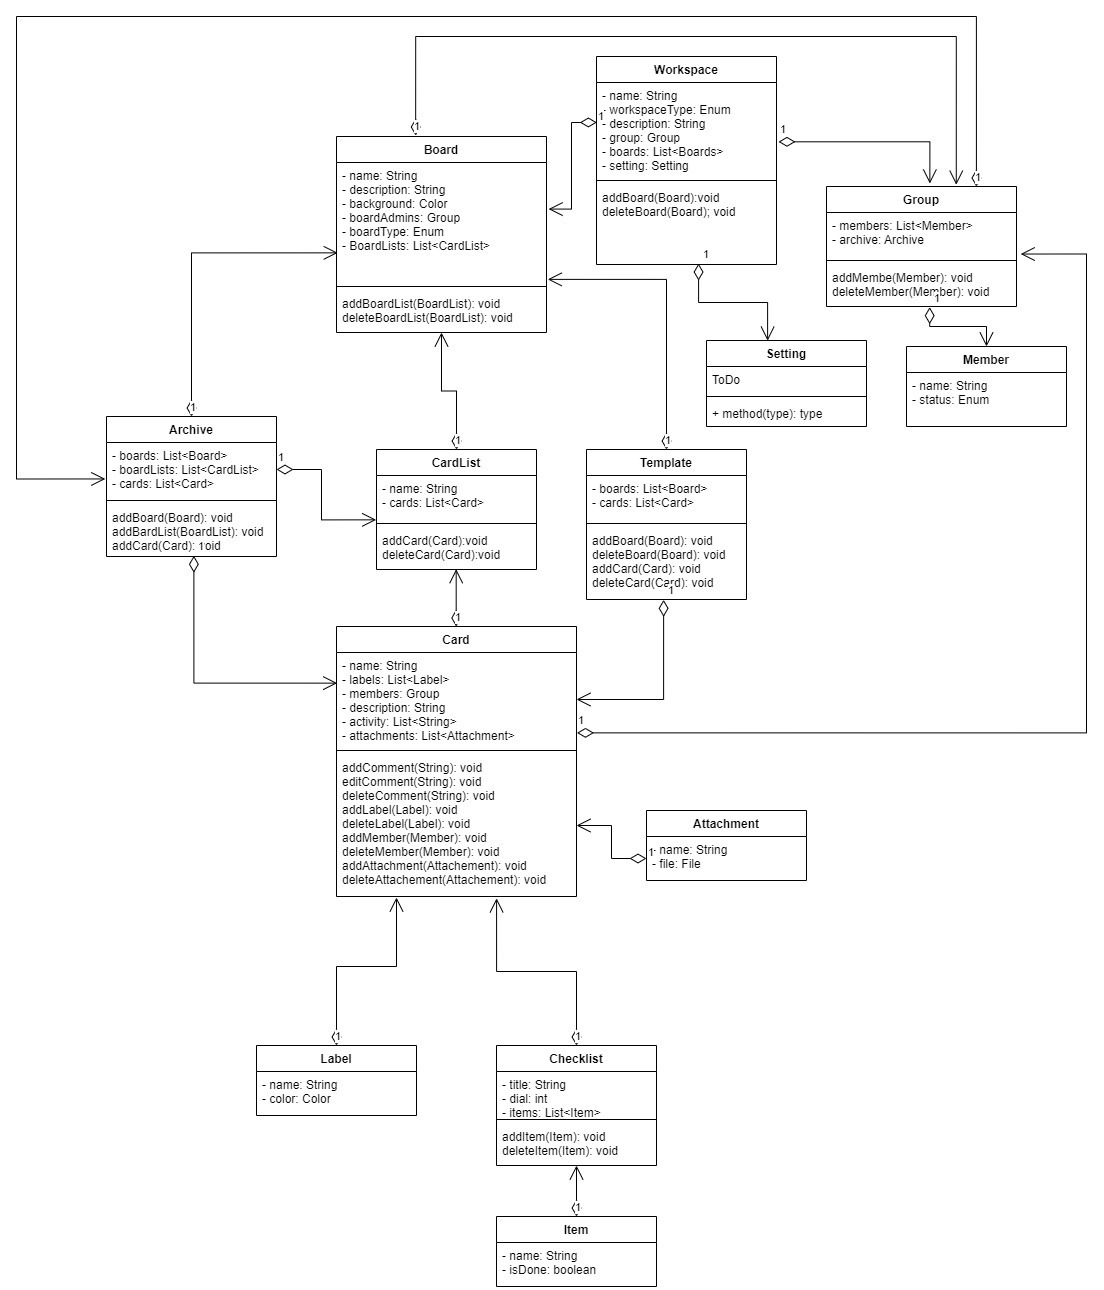 Workspace
- name: String
- workspaceType: Enum
- description: String
- group: Group
- boards: List<Boards>
- setting: Setting
addBoard(Board):void
deleteBoard(Board); void
1
1
1
1
1
Board
- name: String
- description: String
- background: Color
- boardAdmins: Group
- boardType: Enum
- BoardLists: List<CardList>
addBoardList(BoardList): void
deleteBoardList(BoardList): void
Group
- members: List<Member>
- archive: Archive
addMembe(Member): void
deleteMember(Member): void
1
Setting
ToDo
+ method(type): type
Member
- name: String
- status: Enum
1
Archive
- boards: List<Board>
- boardLists: List<CardList>
- cards: List<Card>
addBoard(Board): void
addBardList(BoardList): void
addCard(Card): void
1
1
1
CardList
- name: String
- cards: List<Card>
addCard(Card):void
deleteCard(Card):void
1
Template
- boards: List<Board>
- cards: List<Card>
addBoard(Board): void
deleteBoard(Board): void
addCard(Card): void
deleteCard(Card): void
1
1
Card
- name: String
- labels: List<Label>
- members: Group
- description: String
- activity: List<String>
- attachments: List<Attachment>
addComment(String): void
editComment(String): void
deleteComment(String): void
addLabel(Label): void
deleteLabel(Label): void
addMember(Member): void
deleteMember(Member): void
addAttachment(Attachement): void
deleteAttachement(Attachement): void
1
Attachment
- name: String
- file: File
1
1
Label
- name: String
- color: Color
1
Checklist
- title: String
- dial: int
- items: List<Item>
addItem(Item): void
deleteItem(Item): void
1
Item
- name: String
- isDone: boolean